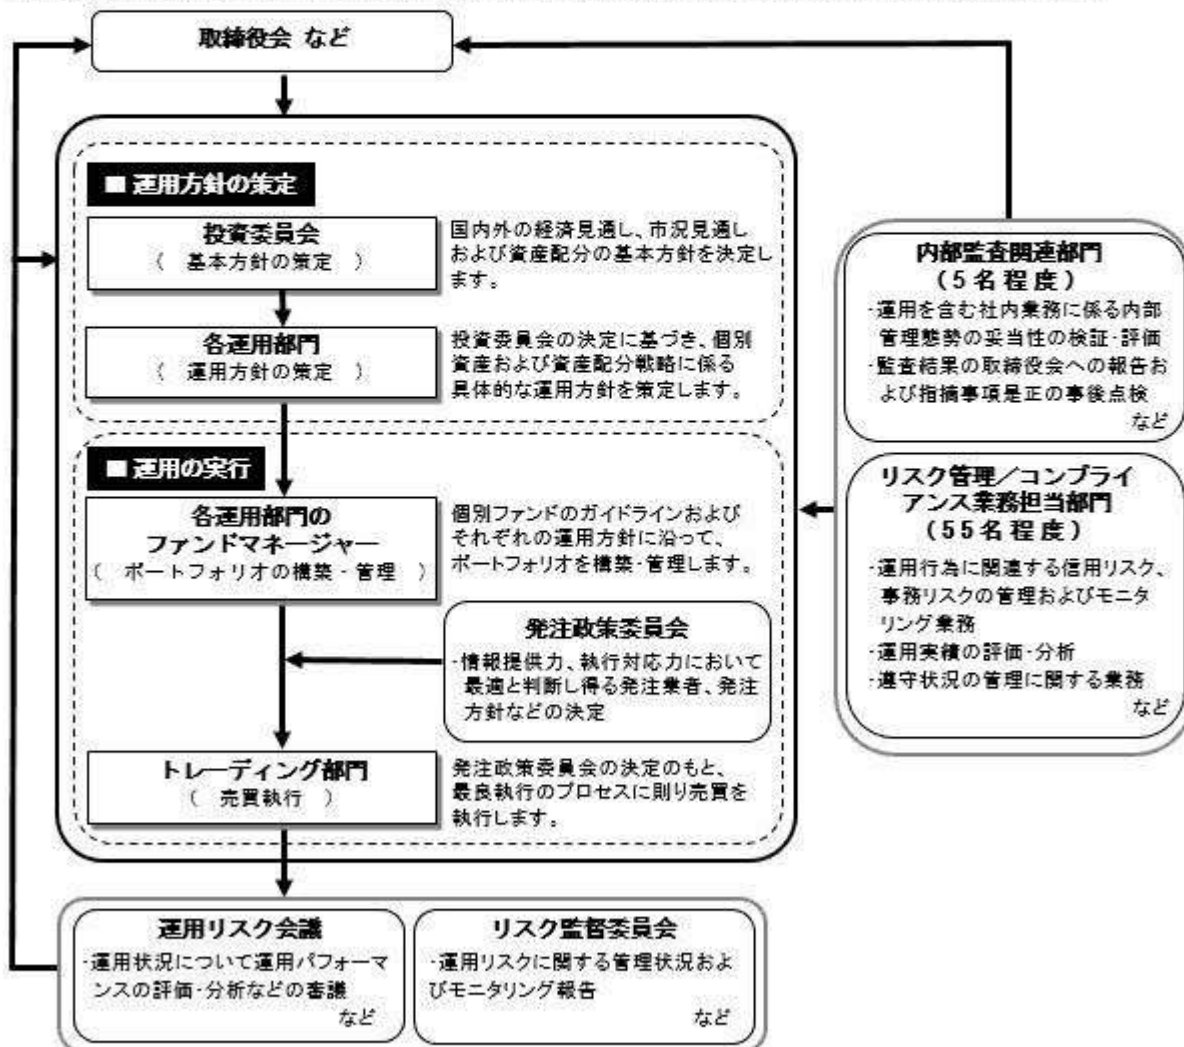 取締役会 など
■ 運用方針の策定
投資委員会
( 基本方針の策定 )
国内外の経済見通し、市況見通し
および資産配分の基本方針を決定し
ます。
各運用部門
( 運用方針の策定 )
投資委員会の決定に基づき、個別
資産および資産配分戦略に係る
具体的な運用方針を策定します。
■ 運用の実行
各運用部門の
ファンドマネージャー
( ポートフォリオの構築・管理 )
個別ファンドのガイドラインおよび
それぞれの運用方針に沿って、
ポートフォリオを構築・管理します。
発注政策委員会
・情報提供力、執行対応力において
最適と判断し得る発注業者、発注
方針などの決定
トレーディング部門
( 売買執行 )
発注政策委員会の決定のもと、
最良執行のプロセスに則り売買を
執行します。
内部監査関連部門
(5名程度)
・運用を含む社内業務に係る内部
管理態勢の妥当性の検証・評価
・監査結果の取締役会への報告お
よび指摘事項是正の事後点検
など
リスク管理／コンプライ
アンス業務担当部門
(55名程度)
・運用行為に関連する信用リスク、
事務リスクの管理およびモニタ
リング業務
・運用実績の評価・分析
・遵守状況の管理に関する業務
など
運用リスク会議
・運用状況について運用パフォーマ
ンスの評価・分析などの審議
など
リスク監督委員会
・運用リスクに関する管理状況およ
びモニタリング報告
など